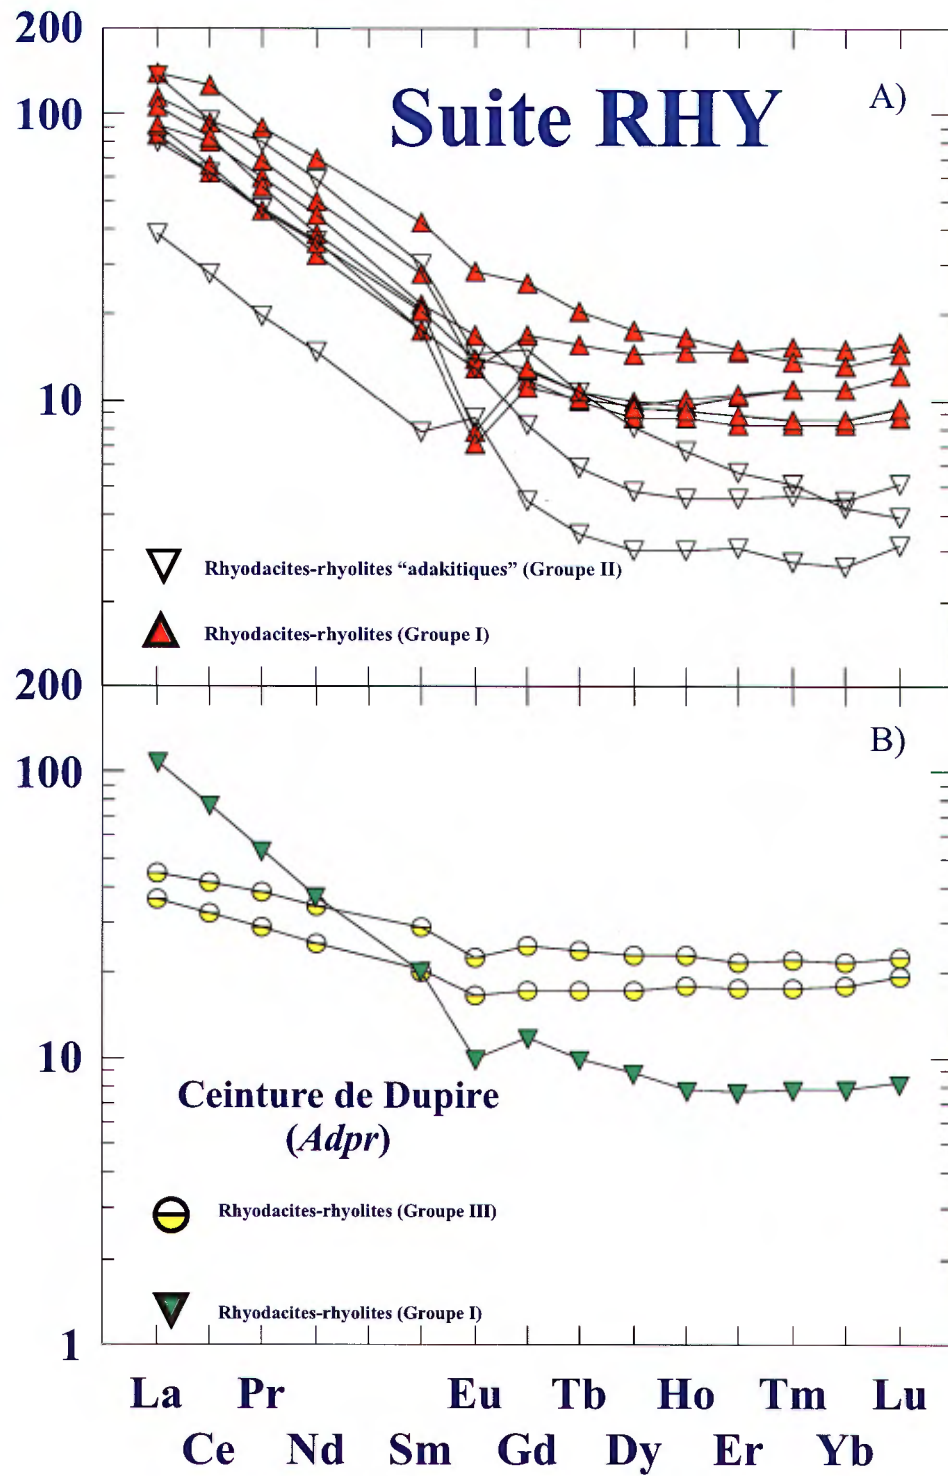 200
A)
100
Suite RHY
10
Rhyodacites-rhyolites “adakitiques” (Groupe II)
Rhyodacites-rhyolites (Groupe I)
200
B)
100
10
Ceinture de Dupire
(Adpr)
Rhyodacites-rhyolites (Groupe III)
Rhyodacites-rhyolites (Groupe I)
1
La Pr Eu Tb Ho Tm Lu
Ce Nd Sm Gd Dy Er Yb